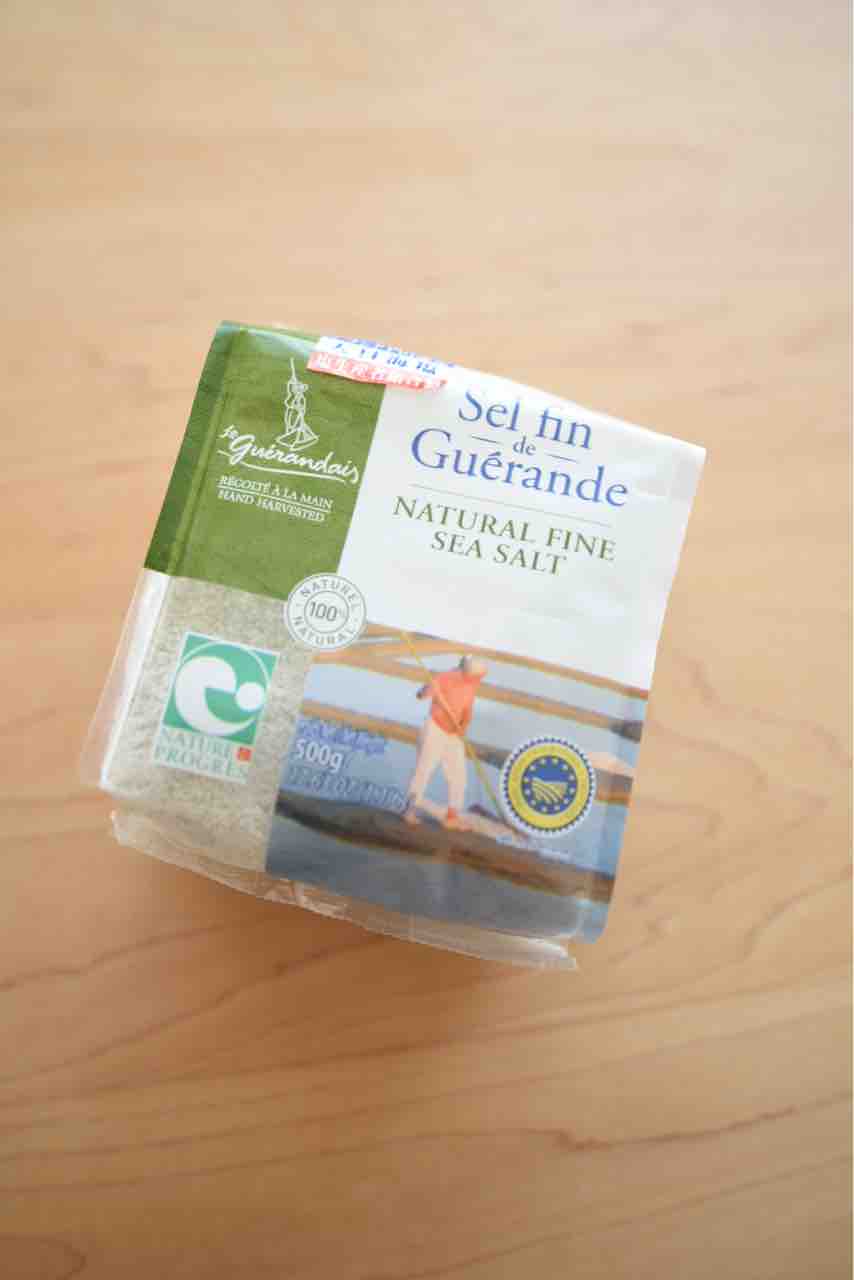 Sel fin
de
Guérande
NATURAL FINE
SEA SALT
le
Guérandais
RÉCOLTÉ À LA MAIN
HAND HARVESTED
NATUREL
100%
NATURAL
NATURE &
PROGRÈS
500g